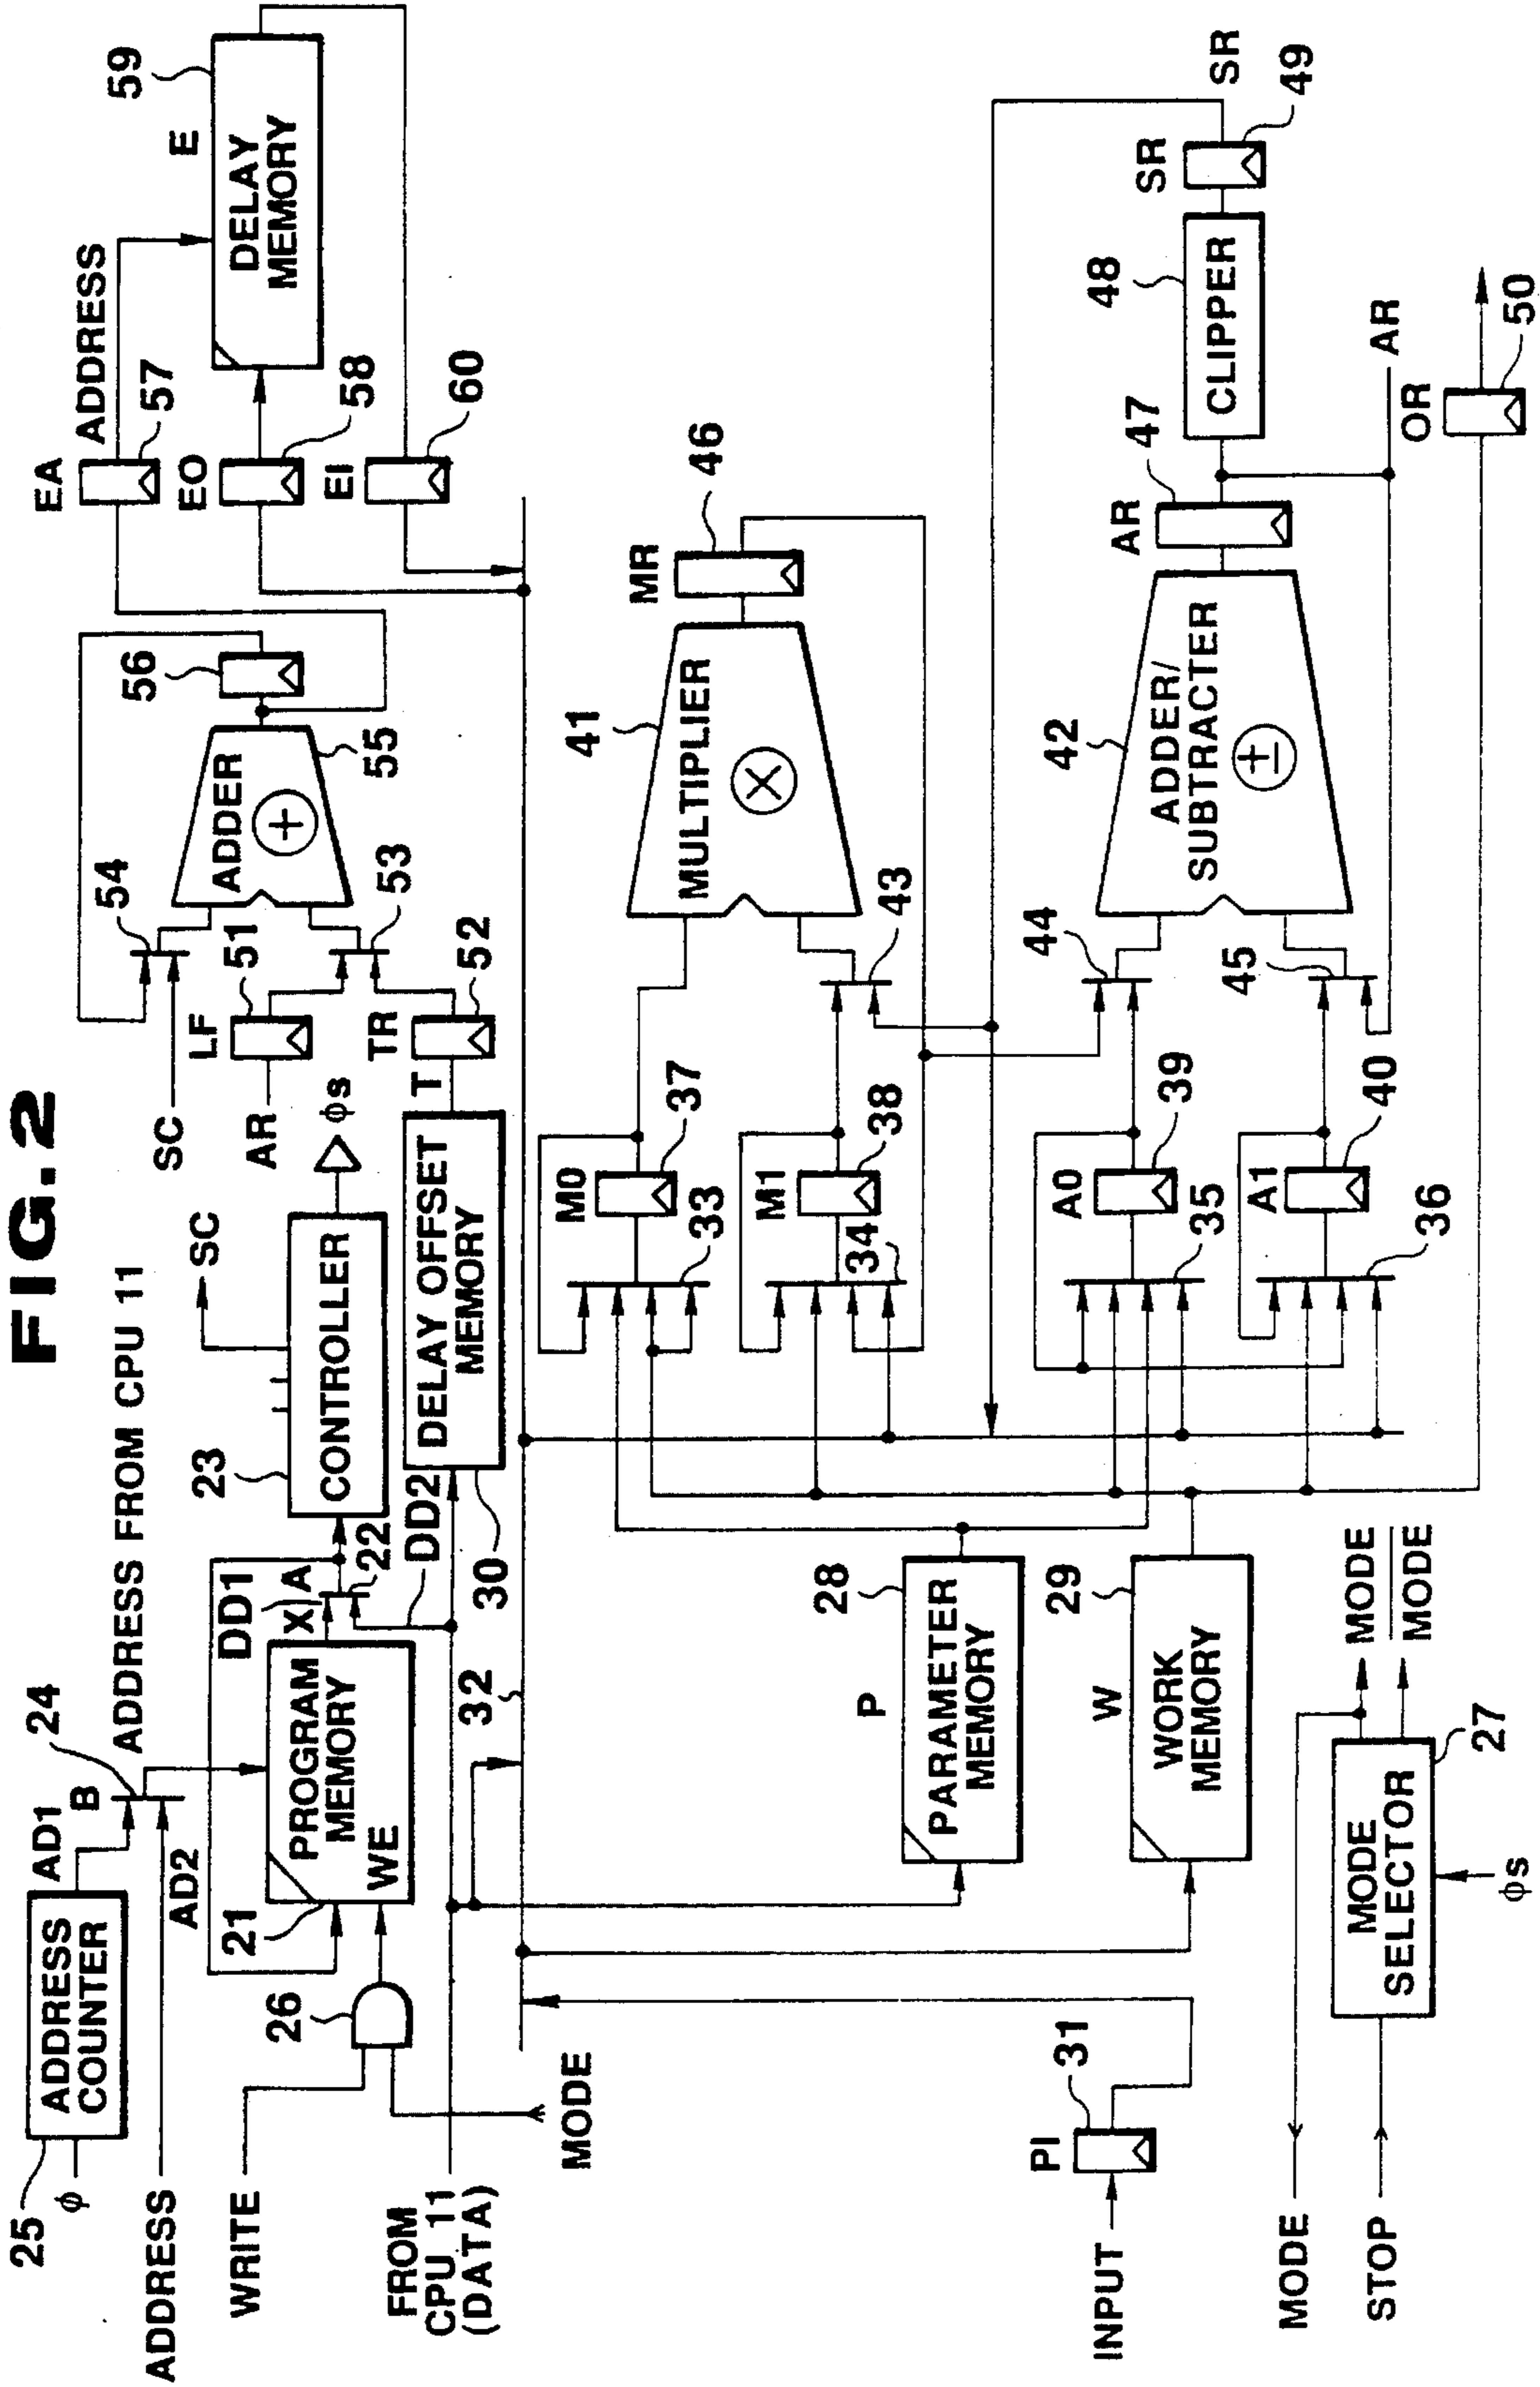 FIG.2
25
ADDRESS
COUNTER
φ
ADDRESS
AD1
B
24
AD2
ADDRESS FROM CPU 11
WRITE
26
21
PROGRAM
MEMORY
WE
DD1
X|A
22
FROM
CPU 11
(DATA)
MODE
23
CONTROLLER
SC
φs
DD2
30
DELAY OFFSET
MEMORY
T
32
SC
AR
LF
51
TR
52
53
54
ADDER
+
55
56
EA
57
ADDRESS
EO
58
EI
60
E
59
DELAY
MEMORY
INPUT
PI
31
P
28
PARAMETER
MEMORY
W
29
WORK
MEMORY
M0
37
33
M1
38
34
A0
39
35
A1
40
36
41
MULTIPLIER
×
43
MR
46
42
ADDER/
SUBTRACTER
±
44
45
AR
47
48
CLIPPER
SR
49
SR
AR
OR
50
MODE
STOP
MODE
SELECTOR
27
φs
MODE
MODE